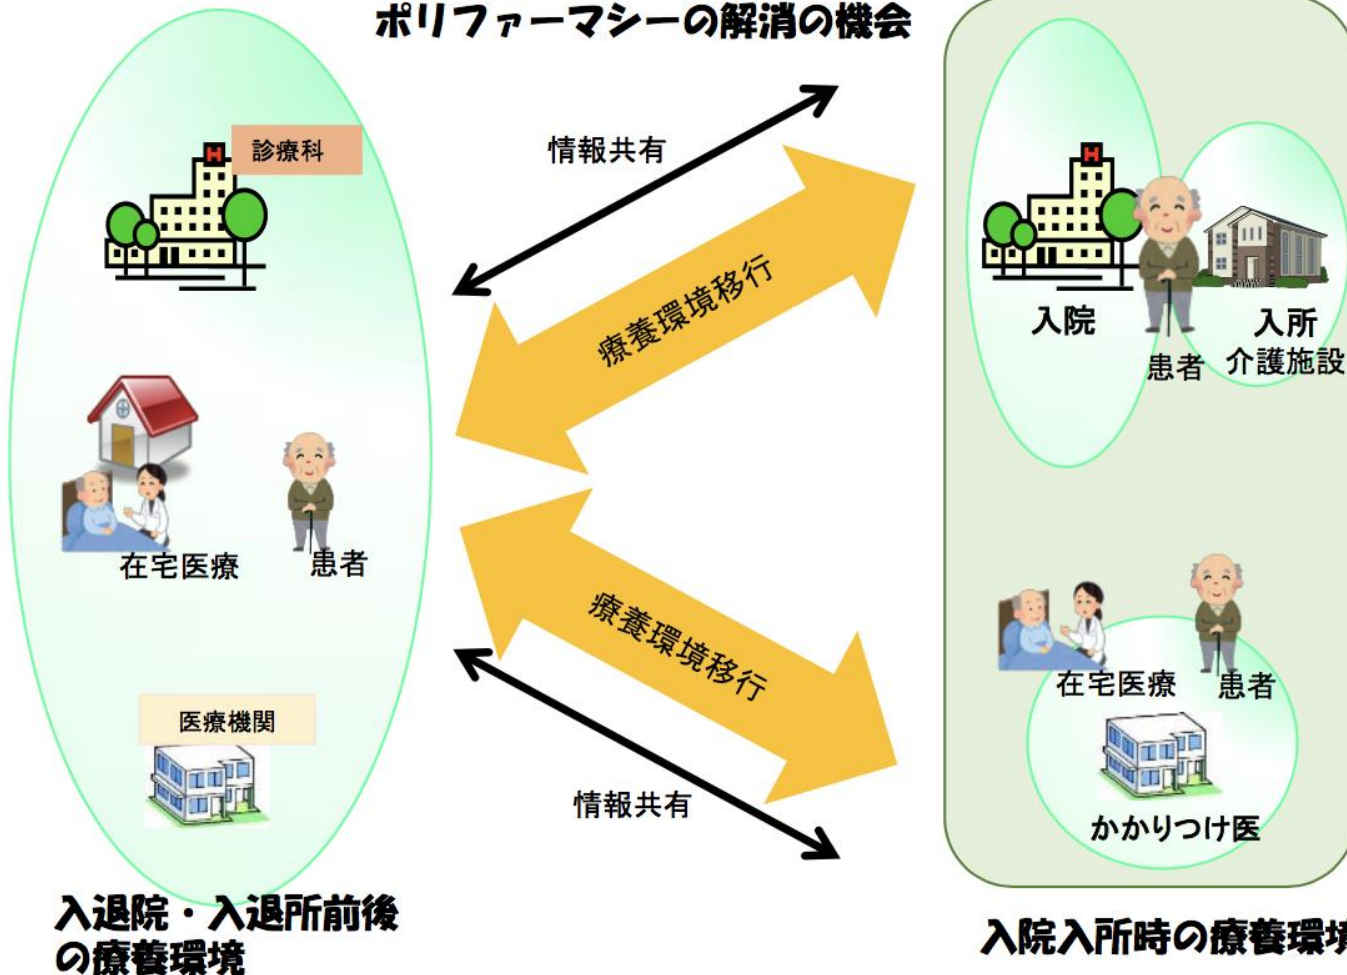 ポリファーマシーの解消の機会
診療科
在宅医療
患者
医療機関
入退院・入退所前後
の療養環境
情報共有
療養環境移行
療養環境移行
情報共有
入院
患者
入所
介護施設
在宅医療
患者
かかりつけ医
入院入所時の療養環境